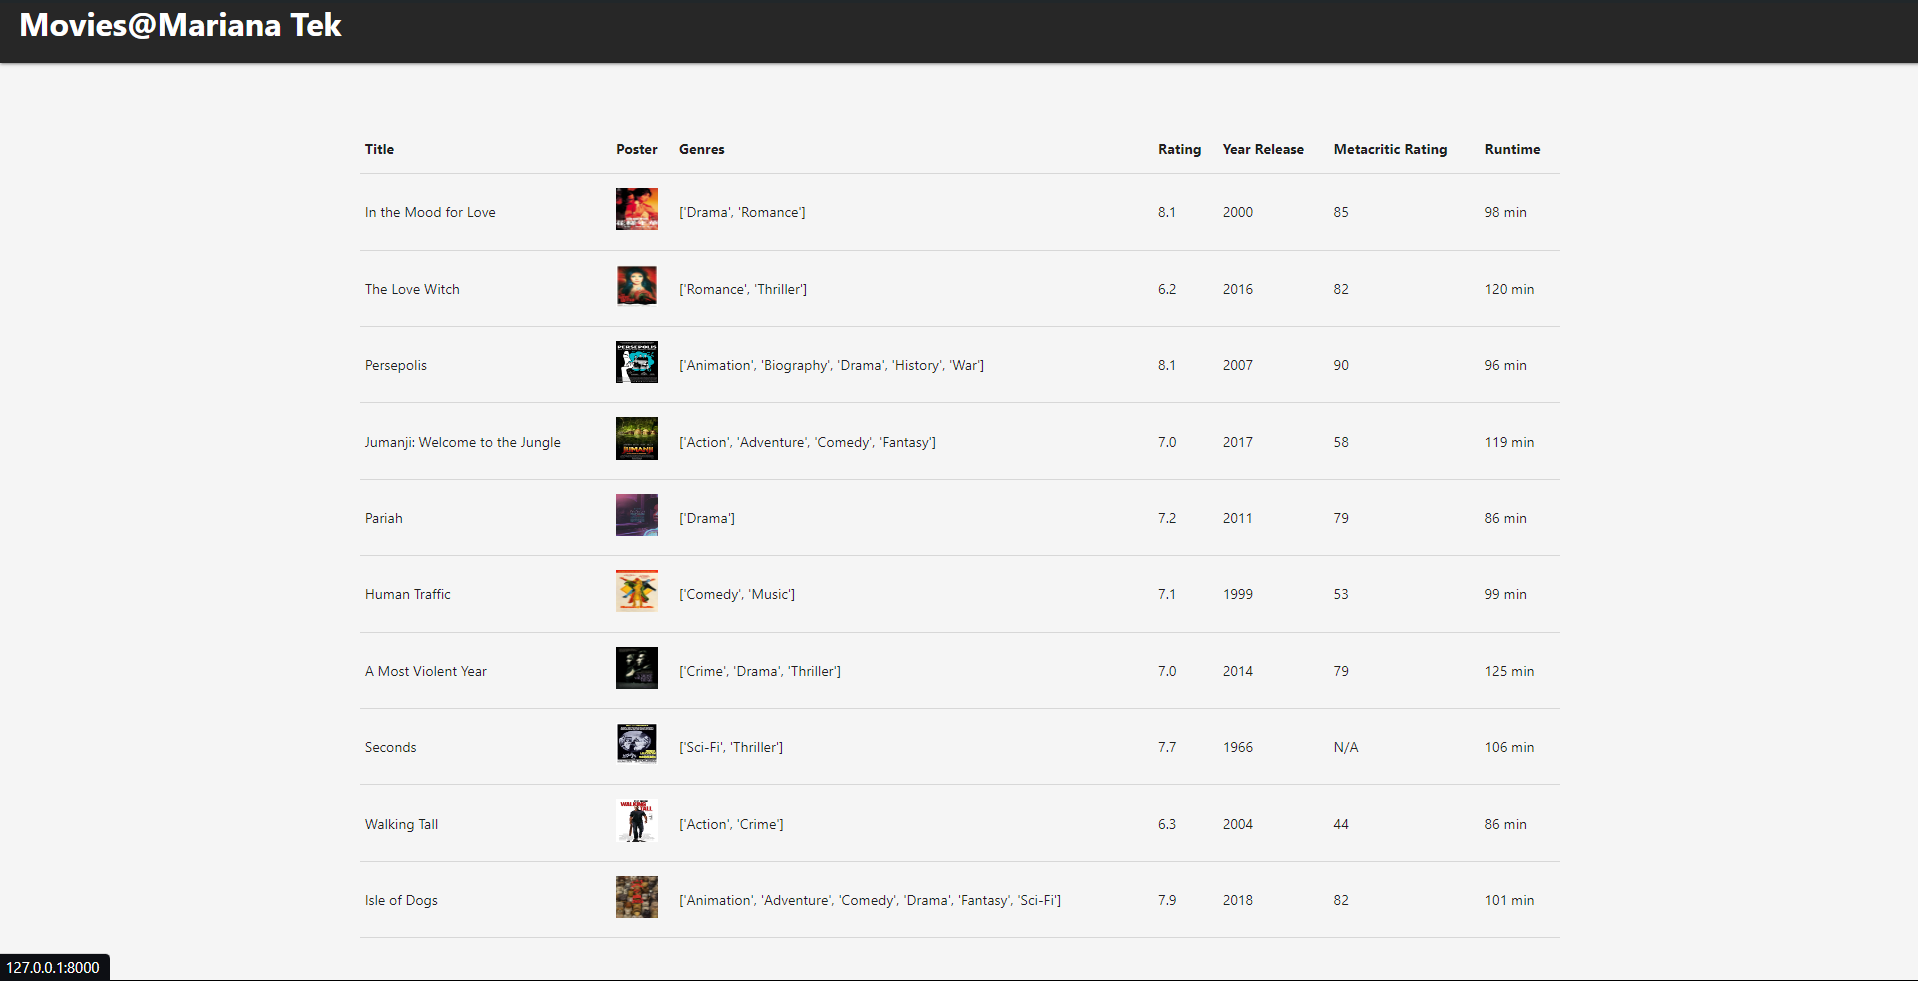 Movies@Mariana Tek
Title Poster Genres Rating Year Release Metacritic Rating Runtime
In the Mood for Love ['Drama', 'Romance'] 8.1 2000 85 98 min
The Love Witch ['Romance', 'Thriller'] 6.2 2016 82 120 min
PERSEPOLIS
Persepolis ['Animation', 'Biography', 'Drama', 'History', 'War'] 8.1 2007 90 96 min
Jumanji: Welcome to the Jungle ['Action', 'Adventure', 'Comedy', 'Fantasy'] 7.0 2017 58 119 min
JUMANJI
Pariah ['Drama'] 7.2 2011 79 86 min
Human Traffic ['Comedy', 'Music'] 7.1 1999 53 99 min
A Most Violent Year ['Crime', 'Drama', 'Thriller'] 7.0 2014 79 125 min
Seconds ['Sci-Fi', 'Thriller'] 7.7 1966 N/A 106 min
WALKING
TALL
Walking Tall ['Action', 'Crime'] 6.3 2004 44 86 min
Isle of Dogs ['Animation', 'Adventure', 'Comedy', 'Drama', 'Fantasy', 'Sci-Fi'] 7.9 2018 82 101 min
127.0.0.1:8000